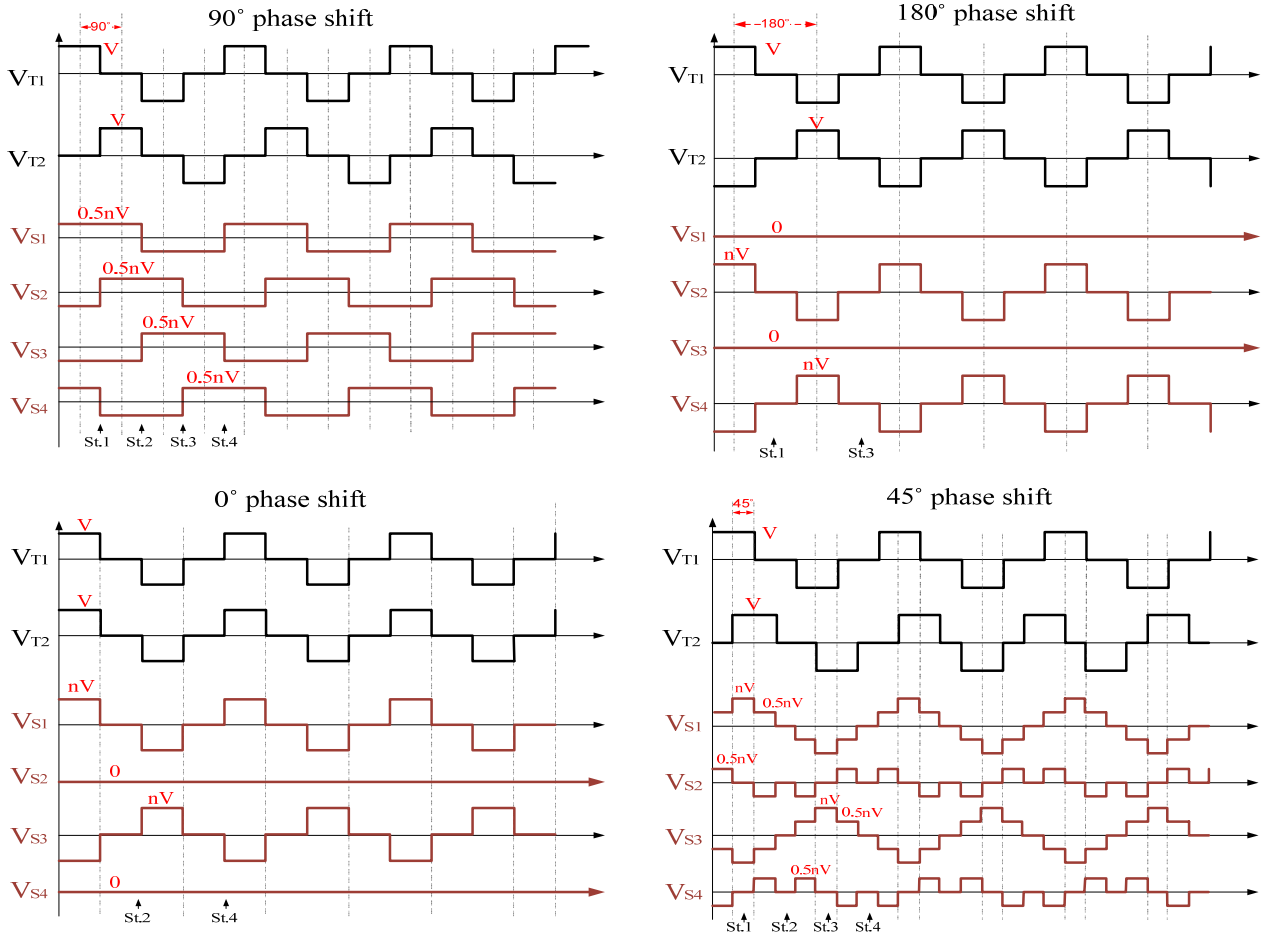 90° phase shift
90°
V
VT1
V
VT2
0.5nV
VS1
0.5nV
VS2
0.5nV
VS3
0.5nV
VS4
St.1 St.2 St.3 St.4
180° phase shift
180°
V
VT1
V
VT2
0
VS1
nV
VS2
0
VS3
nV
VS4
St.1 St.3
0° phase shift
V
VT1
V
VT2
nV
VS1
0
VS2
nV
VS3
0
VS4
St.2 St.4
45° phase shift
45°
V
VT1
V
VT2
nV
0.5nV
VS1
0.5nV
VS2
nV
0.5nV
VS3
0.5nV
VS4
St.1 St.2 St.3 St.4